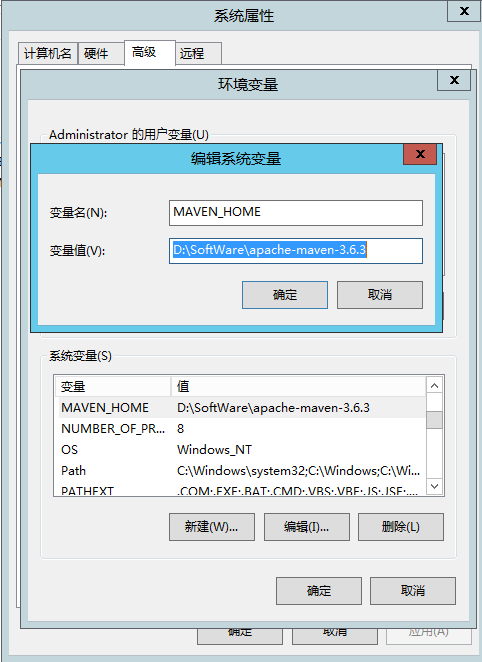 系统属性
计算机名 硬件 高级 远程
环境变量
Administrator 的用户变量(U)
编辑系统变量
变量名(N): MAVEN_HOME
变量值(V): D:\SoftWare\apache-maven-3.6.3
确定 取消
系统变量(S)
变量 值
MAVEN_HOME D:\SoftWare\apache-maven-3.6.3
NUMBER_OF_PR... 8
OS Windows_NT
Path C:\Windows\system32;C:\Windows;C:\Wi...
PATHEXT .COM;.EXE;.BAT;.CMD;.VBS;.VBE;.JS;.JSE;....
新建(W)... 编辑(I)... 删除(L)
确定 取消
确定 取消 应用(A)